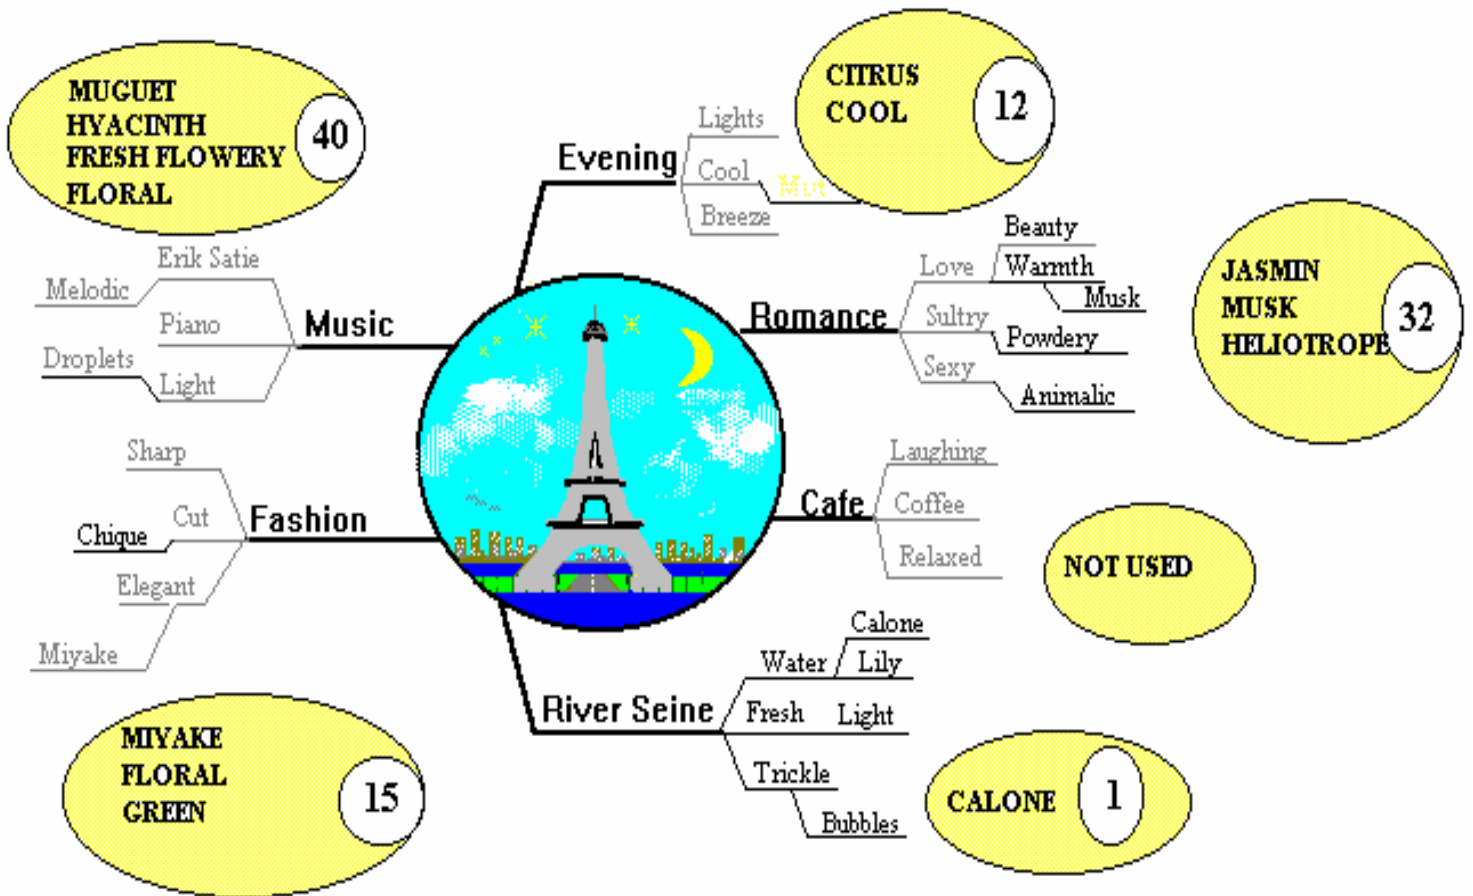 MUGUET
HYACINTH
FRESH FLOWERY
FLORAL
40
CITRUS
COOL
12
Evening
Lights
Cool
Breeze
Music
Erik Satie
Melodic
Piano
Droplets
Light
Romance
Love
Beauty
Warmth
Musk
Sultry
Powdery
Sexy
Animalic
JASMIN
MUSK
HELIOTROPE
32
Fashion
Sharp
Cut
Chique
Elegant
Miyake
Cafe
Laughing
Coffee
Relaxed
NOT USED
River Seine
Water
Calone
Lily
Fresh
Light
Trickle
Bubbles
MIYAKE
FLORAL
GREEN
15
CALONE
1